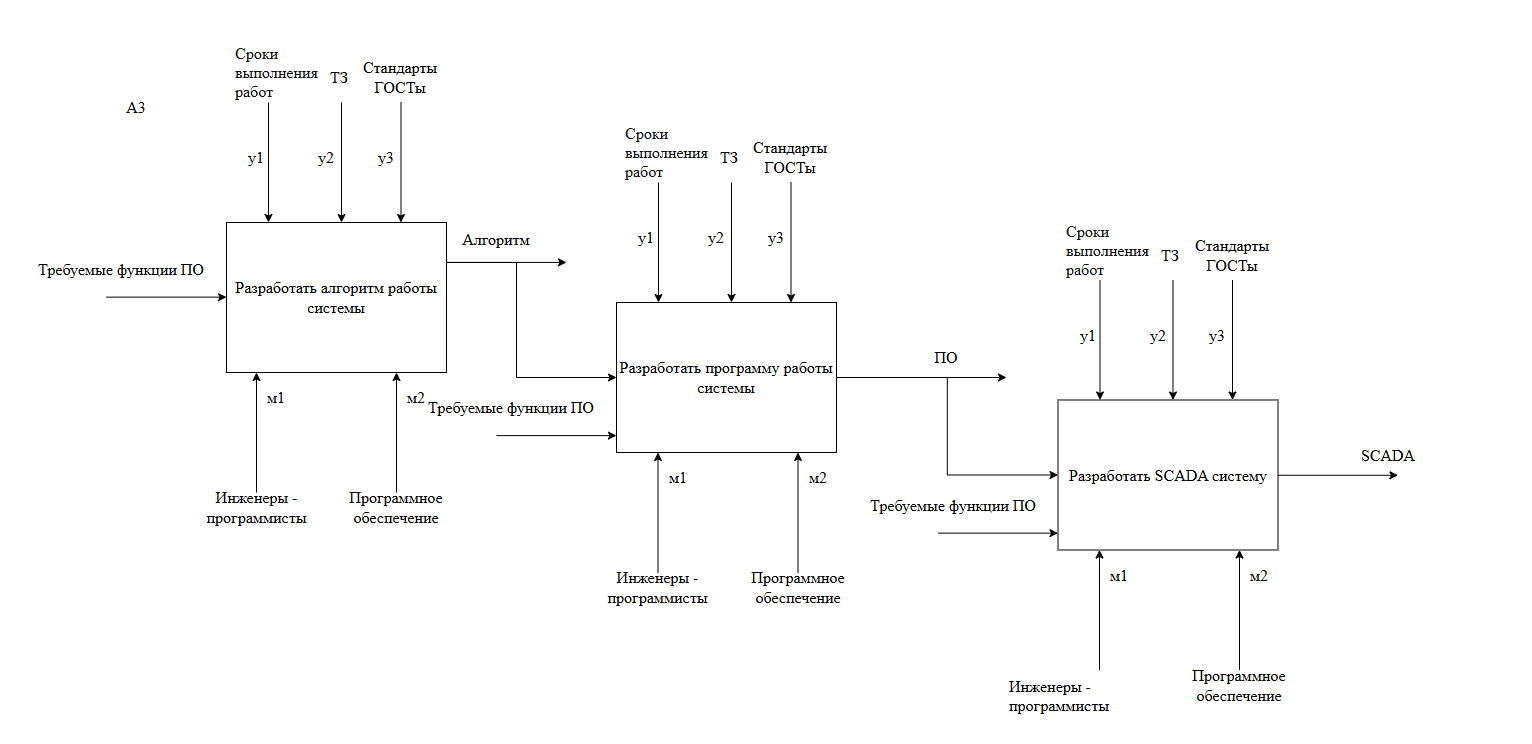 А3
Сроки
выполнения
работ
ТЗ
Стандарты
ГОСТы
у1
у2
у3
Требуемые функции ПО
Разработать алгоритм работы
системы
Алгоритм
м1
м2
Инженеры -
программисты
Программное
обеспечение
Сроки
выполнения
работ
ТЗ
Стандарты
ГОСТы
у1
у2
у3
Требуемые функции ПО
Разработать программу работы
системы
ПО
м1
м2
Инженеры -
программисты
Программное
обеспечение
Сроки
выполнения
работ
ТЗ
Стандарты
ГОСТы
у1
у2
у3
Требуемые функции ПО
Разработать SCADA систему
SCADA
м1
м2
Инженеры -
программисты
Программное
обеспечение